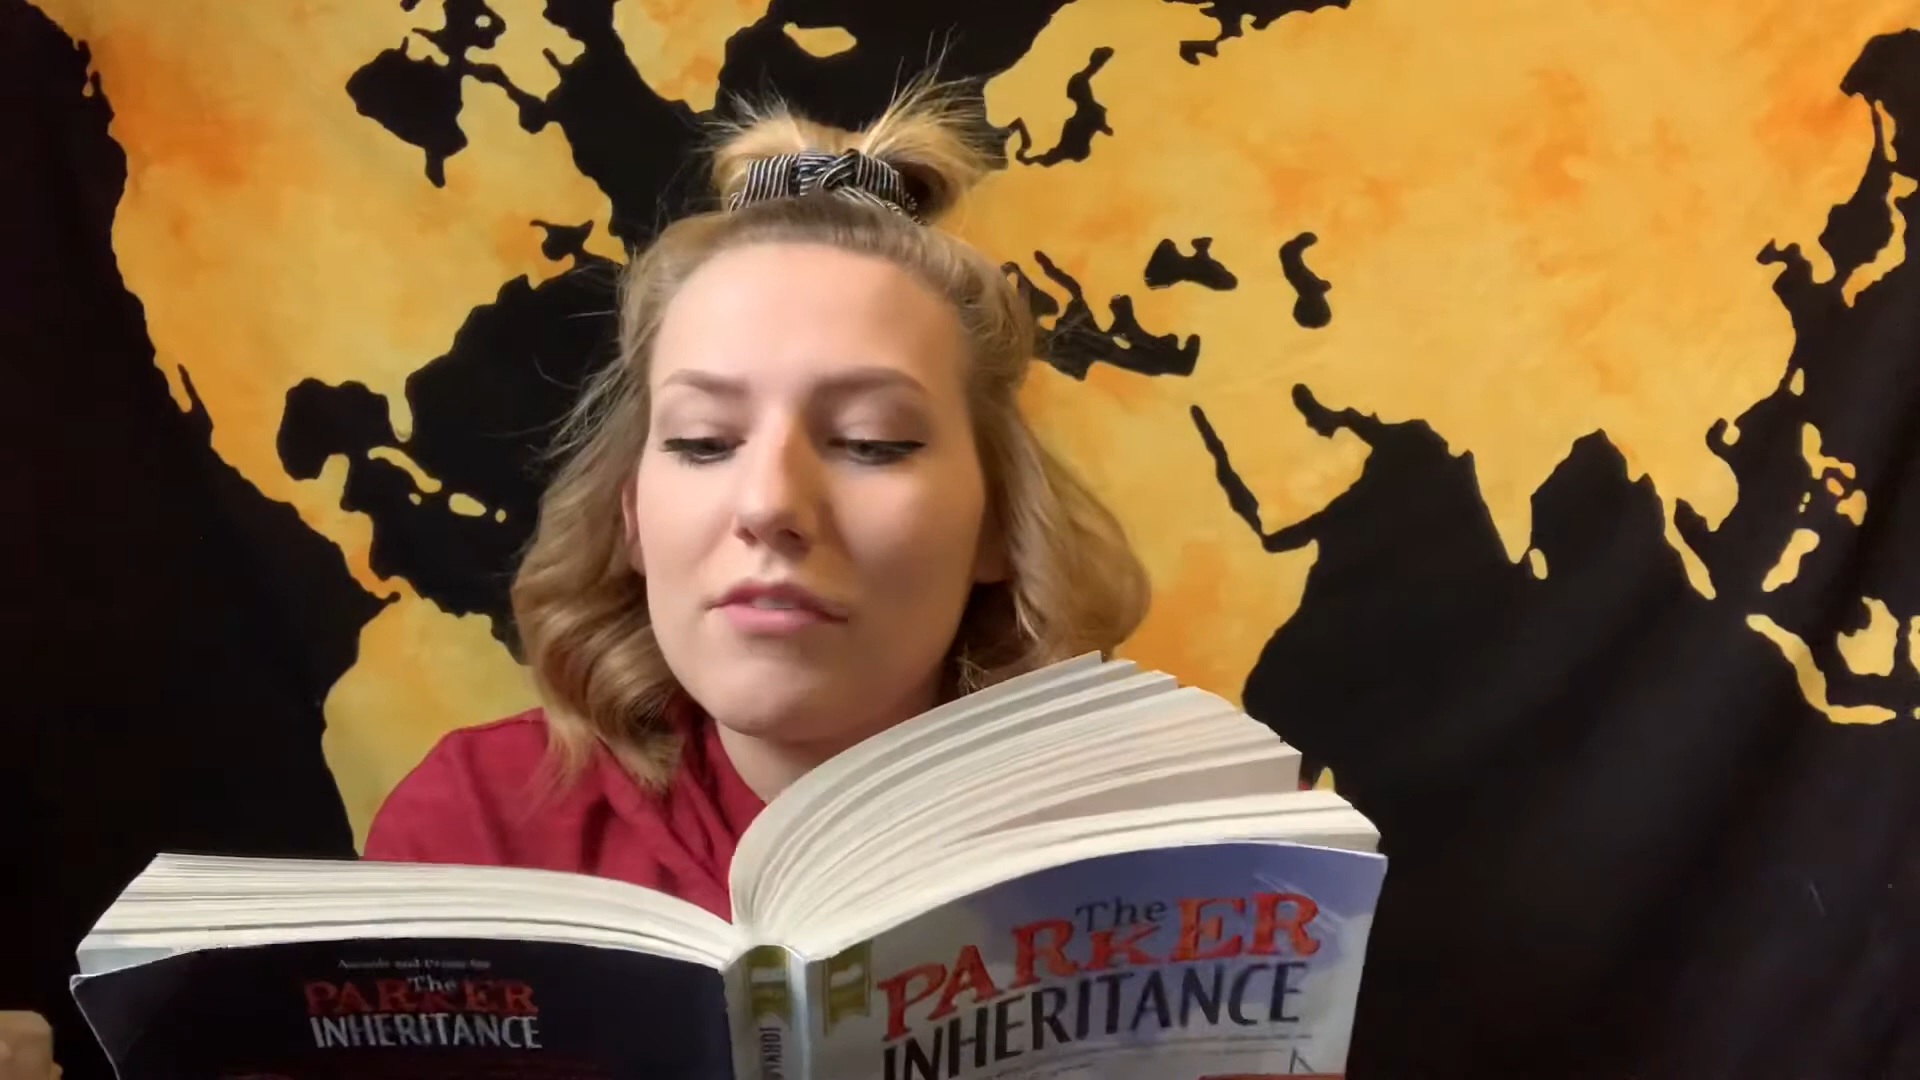 The
PARKER
INHERITANCE
The
PARKER
INHERITANCE